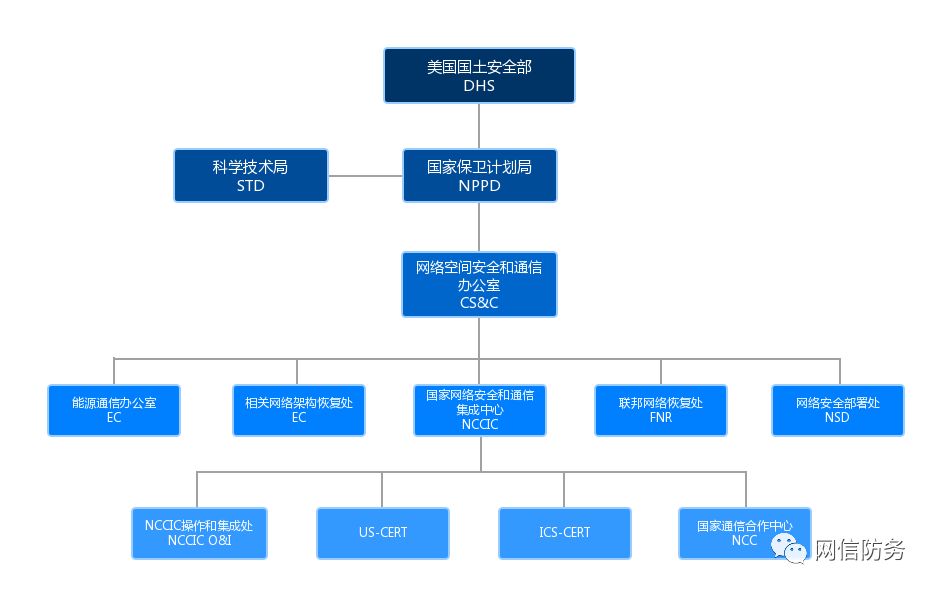 美国国土安全部
DHS
科学技术局
STD
国家保卫计划局
NPPD
网络空间安全和通信
办公室
CS&C
能源通信办公室
EC
相关网络架构恢复处
EC
国家网络安全和通信
集成中心
NCCIC
联邦网络恢复处
FNR
网络安全部署处
NSD
NCCIC操作和集成处
NCCIC O&I
US-CERT
ICS-CERT
国家通信合作中心
NCC
网信防务